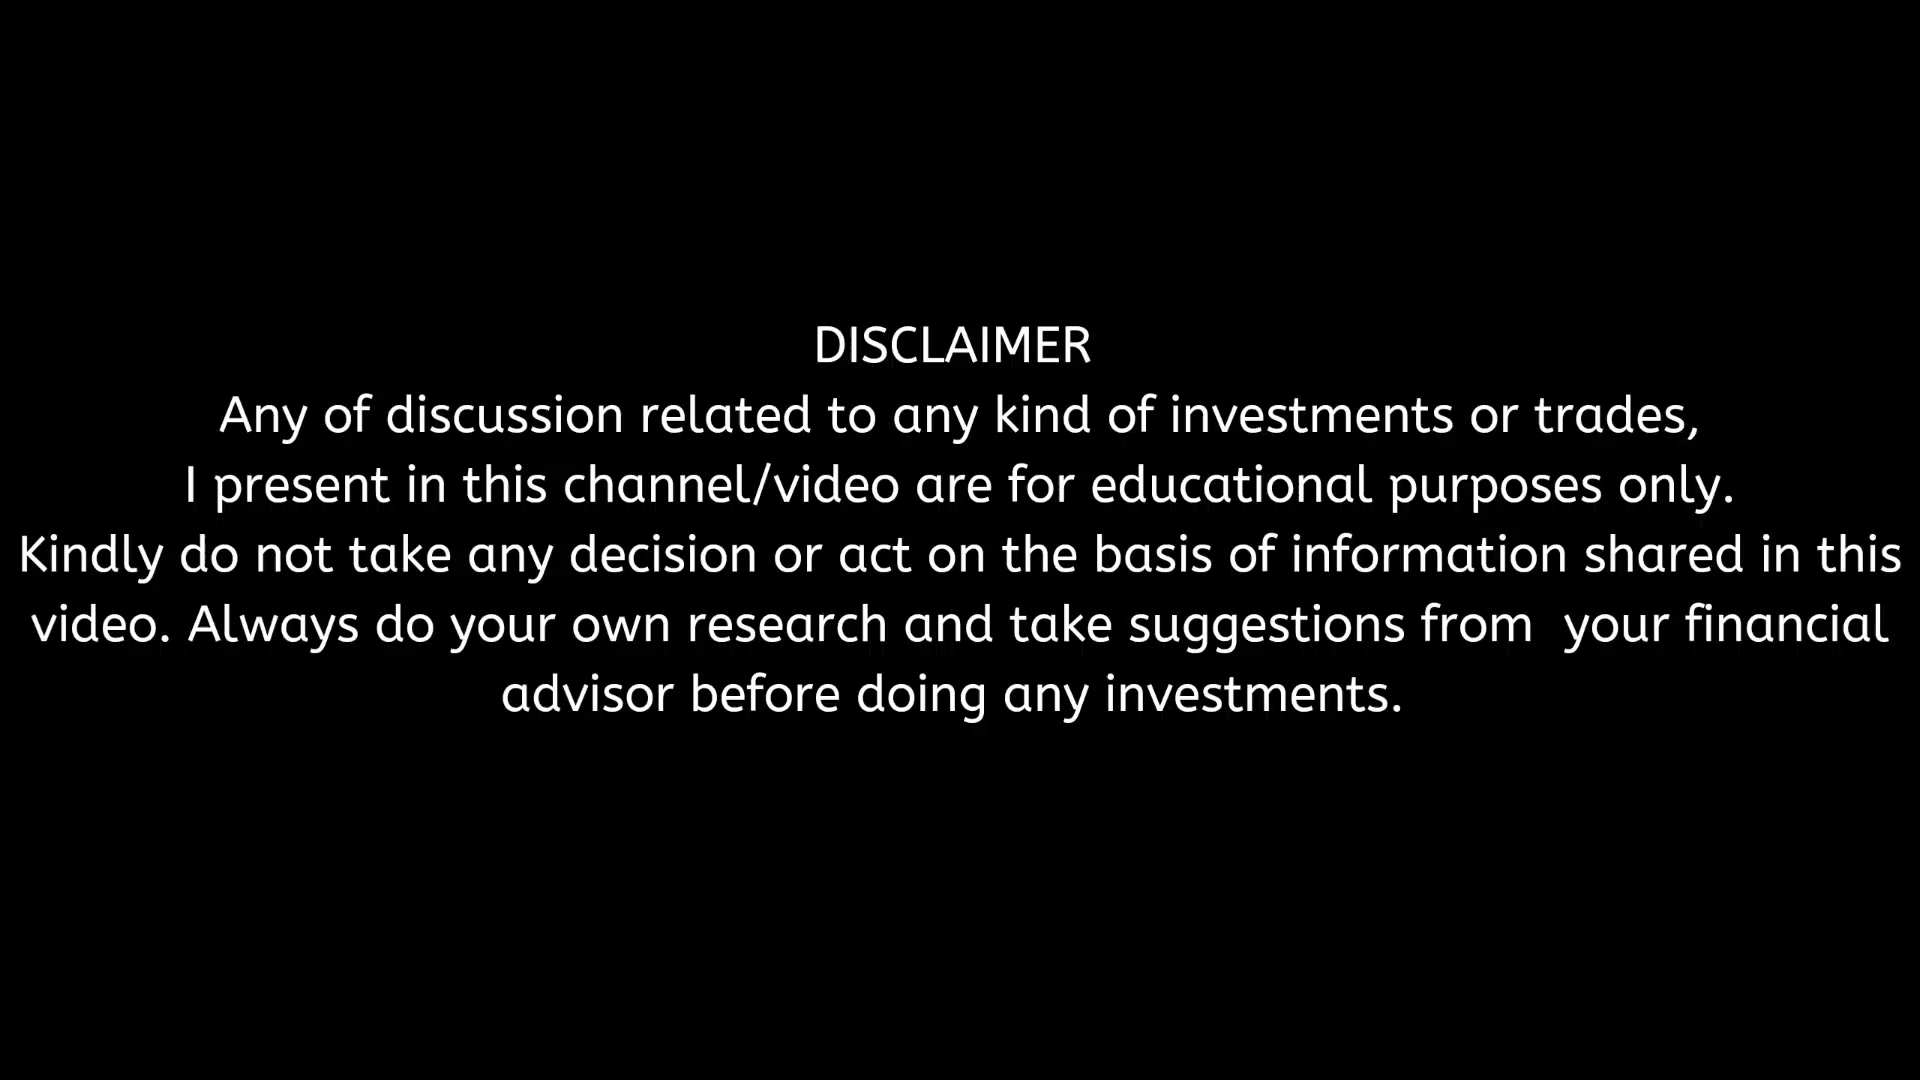 DISCLAIMER
Any of discussion related to any kind of investments or trades,
I present in this channel/video are for educational purposes only.
Kindly do not take any decision or act on the basis of information shared in this
video. Always do your own research and take suggestions from  your financial
advisor before doing any investments.